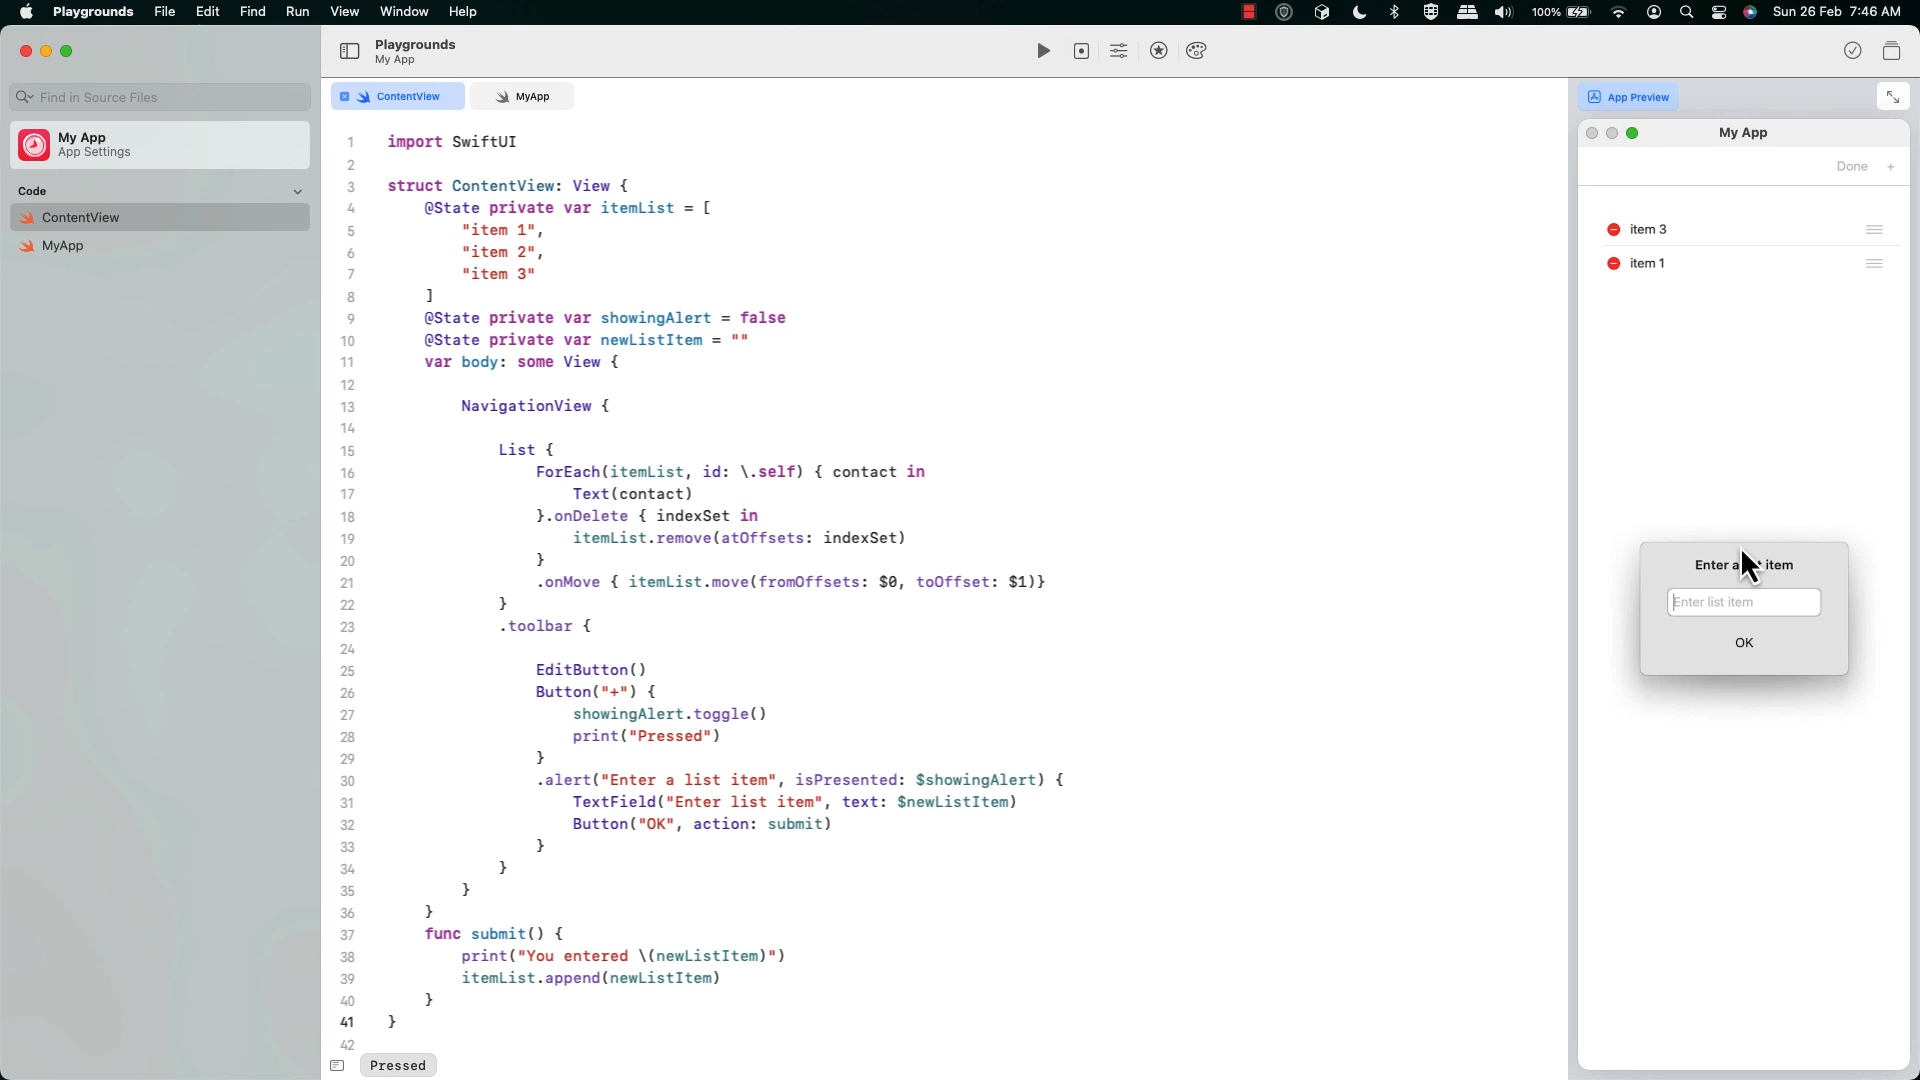 Playgrounds File Edit Find Run View Window Help
100%
Sun 26 Feb 7:46 AM
Playgrounds
My App
Find in Source Files
My App
App Settings
Code
ContentView
MyApp
ContentView
MyApp
1 import SwiftUI
2
3 struct ContentView: View {
4 @State private var itemList = [
5 "item 1",
6 "item 2",
7 "item 3"
8 ]
9 @State private var showingAlert = false
10 @State private var newListItem = ""
11 var body: some View {
12
13 NavigationView {
14
15 List {
16 ForEach(itemList, id: \.self) { contact in
17 Text(contact)
18 }.onDelete { indexSet in
19 itemList.remove(atOffsets: indexSet)
20 }
21 .onMove { itemList.move(fromOffsets: $0, toOffset: $1)}
22 }
23 .toolbar {
24
25 EditButton()
26 Button("+") {
27 showingAlert.toggle()
28 print("Pressed")
29 }
30 .alert("Enter a list item", isPresented: $showingAlert) {
31 TextField("Enter list item", text: $newListItem)
32 Button("OK", action: submit)
33 }
34 }
35 }
36 }
37 func submit() {
38 print("You entered \(newListItem)")
39 itemList.append(newListItem)
40 }
41 }
42
Pressed
App Preview
My App
Done +
item 3
item 1
Enter a item
Enter list item
OK